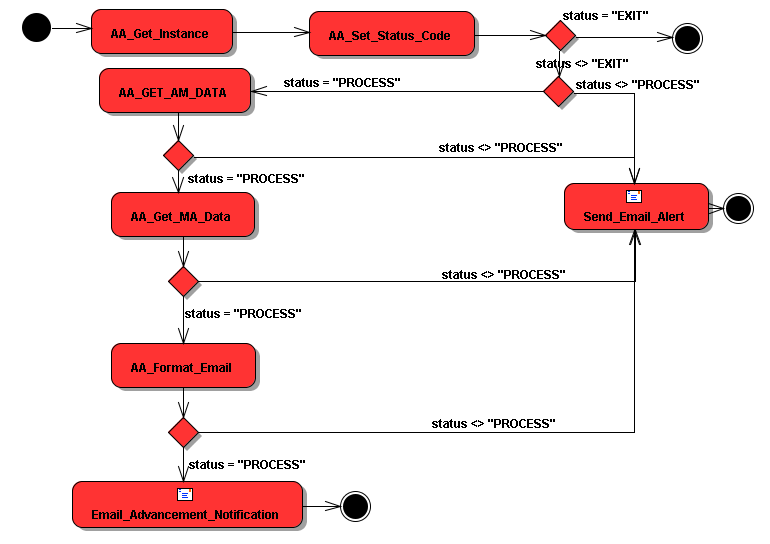 status = "EXIT"
AA_Get_Instance
AA_Set_Status_Code
status <> "EXIT"
status = "PROCESS"
status <> "PROCESS"
AA_GET_AM_DATA
status <> "PROCESS"
status = "PROCESS"
AA_Get_MA_Data
Send_Email_Alert
status <> "PROCESS"
status = "PROCESS"
AA_Format_Email
status <> "PROCESS"
status = "PROCESS"
Email_Advancement_Notification